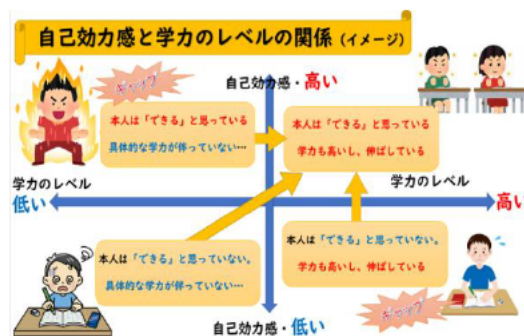 自己効力感と学力のレベルの関係（イメージ）
ギャップ
自己効力感・高い
本人は「できる」と思っている
具体的な学力が伴っていない…
本人は「できる」と思っている
学力も高いし、伸ばしている
学力のレベル
低い
学力のレベル
高い
本人は「できる」と思っていない。
具体的な学力が伴っていない…
本人は「できる」と思っていない。
学力も高いし、伸ばしている
ギャップ
自己効力感・低い